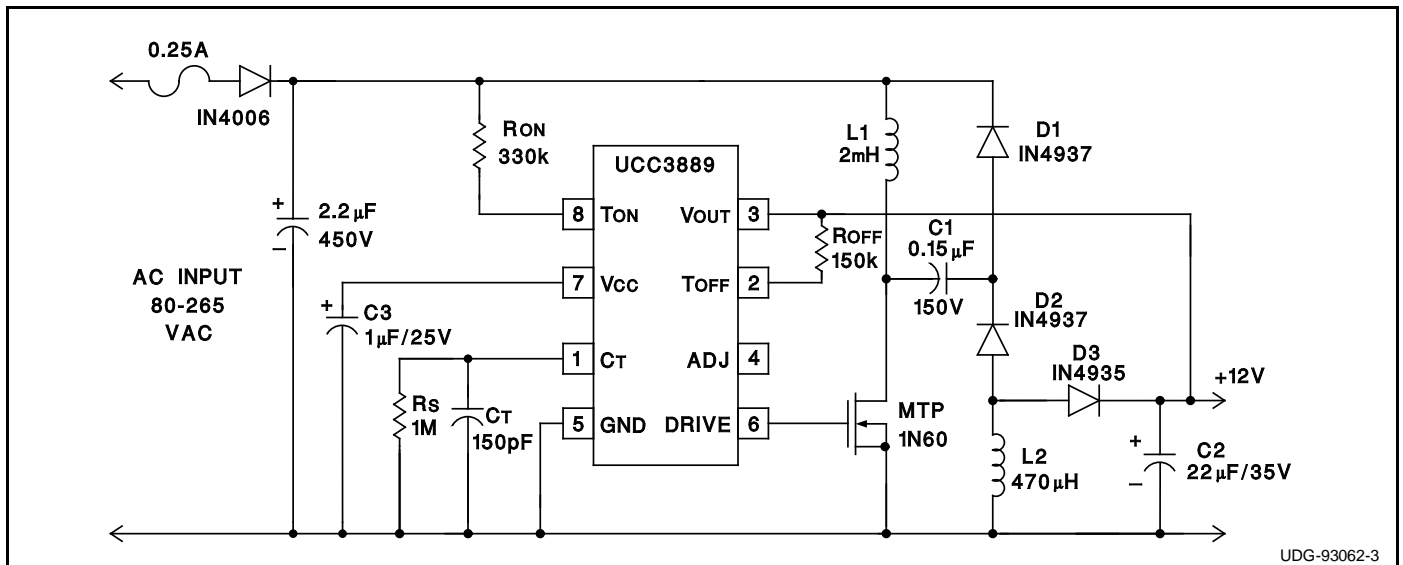 0.25A
IN4006
RON
330k
L1
2mH
D1
IN4937
UCC3889
+
2.2µF
450V
−
8 TON
VOUT 3
ROFF
150k
C1
0.15µF
150V
AC INPUT
80-265
VAC
7 VCC
TOFF 2
+
C3
1µF/25V
D2
IN4937
1 CT
ADJ 4
D3
IN4935
+12V
RS
1M
CT
150pF
5 GND
DRIVE 6
MTP
1N60
L2
470µH
+
C2
22µF/35V
−
UDG-93062-3